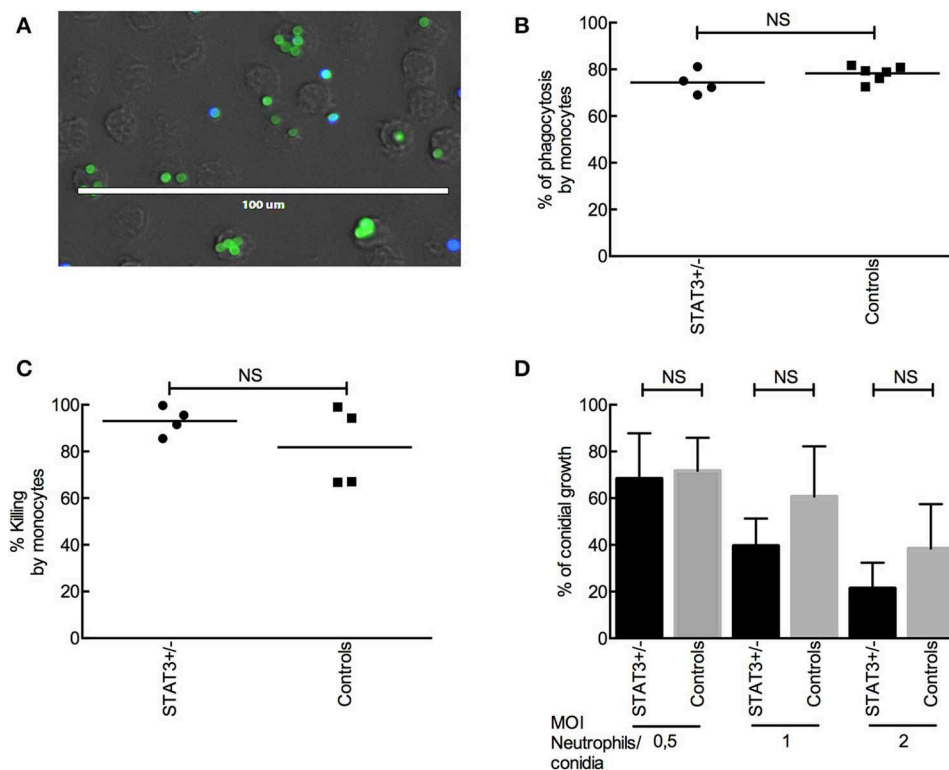 A
100 um
B
NS
% of phagocytosis
by monocytes
100
80
60
40
20
0
STAT3+/-
Controls
C
NS
% Killing
by monocytes
100
80
60
40
20
0
STAT3+/-
Controls
D
NS
NS
NS
% of conidial growth
100
80
60
40
20
0
STAT3+/-
Controls
STAT3+/-
Controls
STAT3+/-
Controls
MOI
Neutrophils/
conidia
0,5
1
2